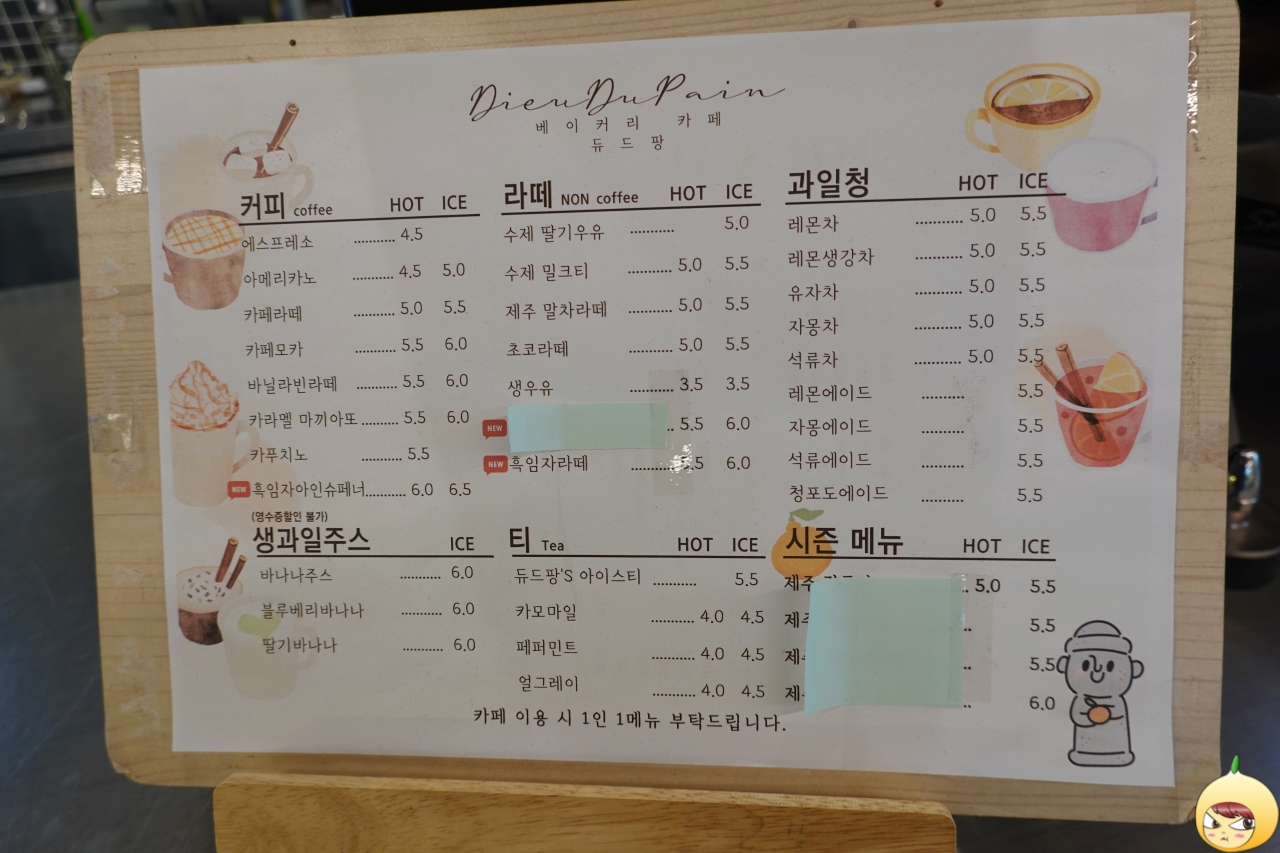 DieuDuPain
베이커리 카페
듀드팡
커피 coffee HOT ICE
에스프레소 ........... 4.5
아메리카노 ........... 4.5 5.0
카페라떼 ........... 5.0 5.5
카페모카 ........... 5.5 6.0
바닐라빈라떼 ........... 5.5 6.0
카라멜 마끼아또 ........... 5.5 6.0
카푸치노 ........... 5.5
NEW 흑임자아인슈페너 ........... 6.0 6.5
(영수증할인 불가)
라떼 NON coffee HOT ICE
수제 딸기우유 ........... 5.0
수제 밀크티 ........... 5.0 5.5
제주 말차라떼 ........... 5.0 5.5
초코라떼 ........... 5.0 5.5
생우유 ........... 3.5 3.5
NEW .. 5.5 6.0
NEW 흑임자라떼 ........... 6.0
과일청 HOT ICE
레몬차 ........... 5.0 5.5
레몬생강차 ........... 5.0 5.5
유자차 ........... 5.0 5.5
자몽차 ........... 5.0 5.5
석류차 ........... 5.0 5.5
레몬에이드 ........... 5.5
자몽에이드 ........... 5.5
석류에이드 ........... 5.5
청포도에이드 ........... 5.5
생과일주스 ICE
바나나주스 ........... 6.0
블루베리바나나 ........... 6.0
딸기바나나 ........... 6.0
티 Tea HOT ICE
듀드팡'S 아이스티 ........... 5.5
카모마일 ........... 4.0 4.5
페퍼민트 ........... 4.0 4.5
얼그레이 ........... 4.0 4.5
시즌 메뉴 HOT ICE
제주 .. 5.0 5.5
제주 .. 5.5
제주 .. 5.5
제주 .. 6.0
카페 이용 시 1인 1메뉴 부탁드립니다.